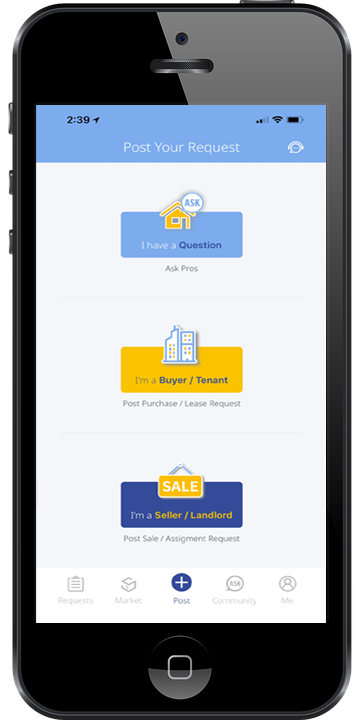 2:39
Post Your Request
ASK
I have a Question
Ask Pros
I'm a Buyer / Tenant
Post Purchase / Lease Request
SALE
I'm a Seller / Landlord
Post Sale / Assigment Request
ASK
Requests Market Post Community Me